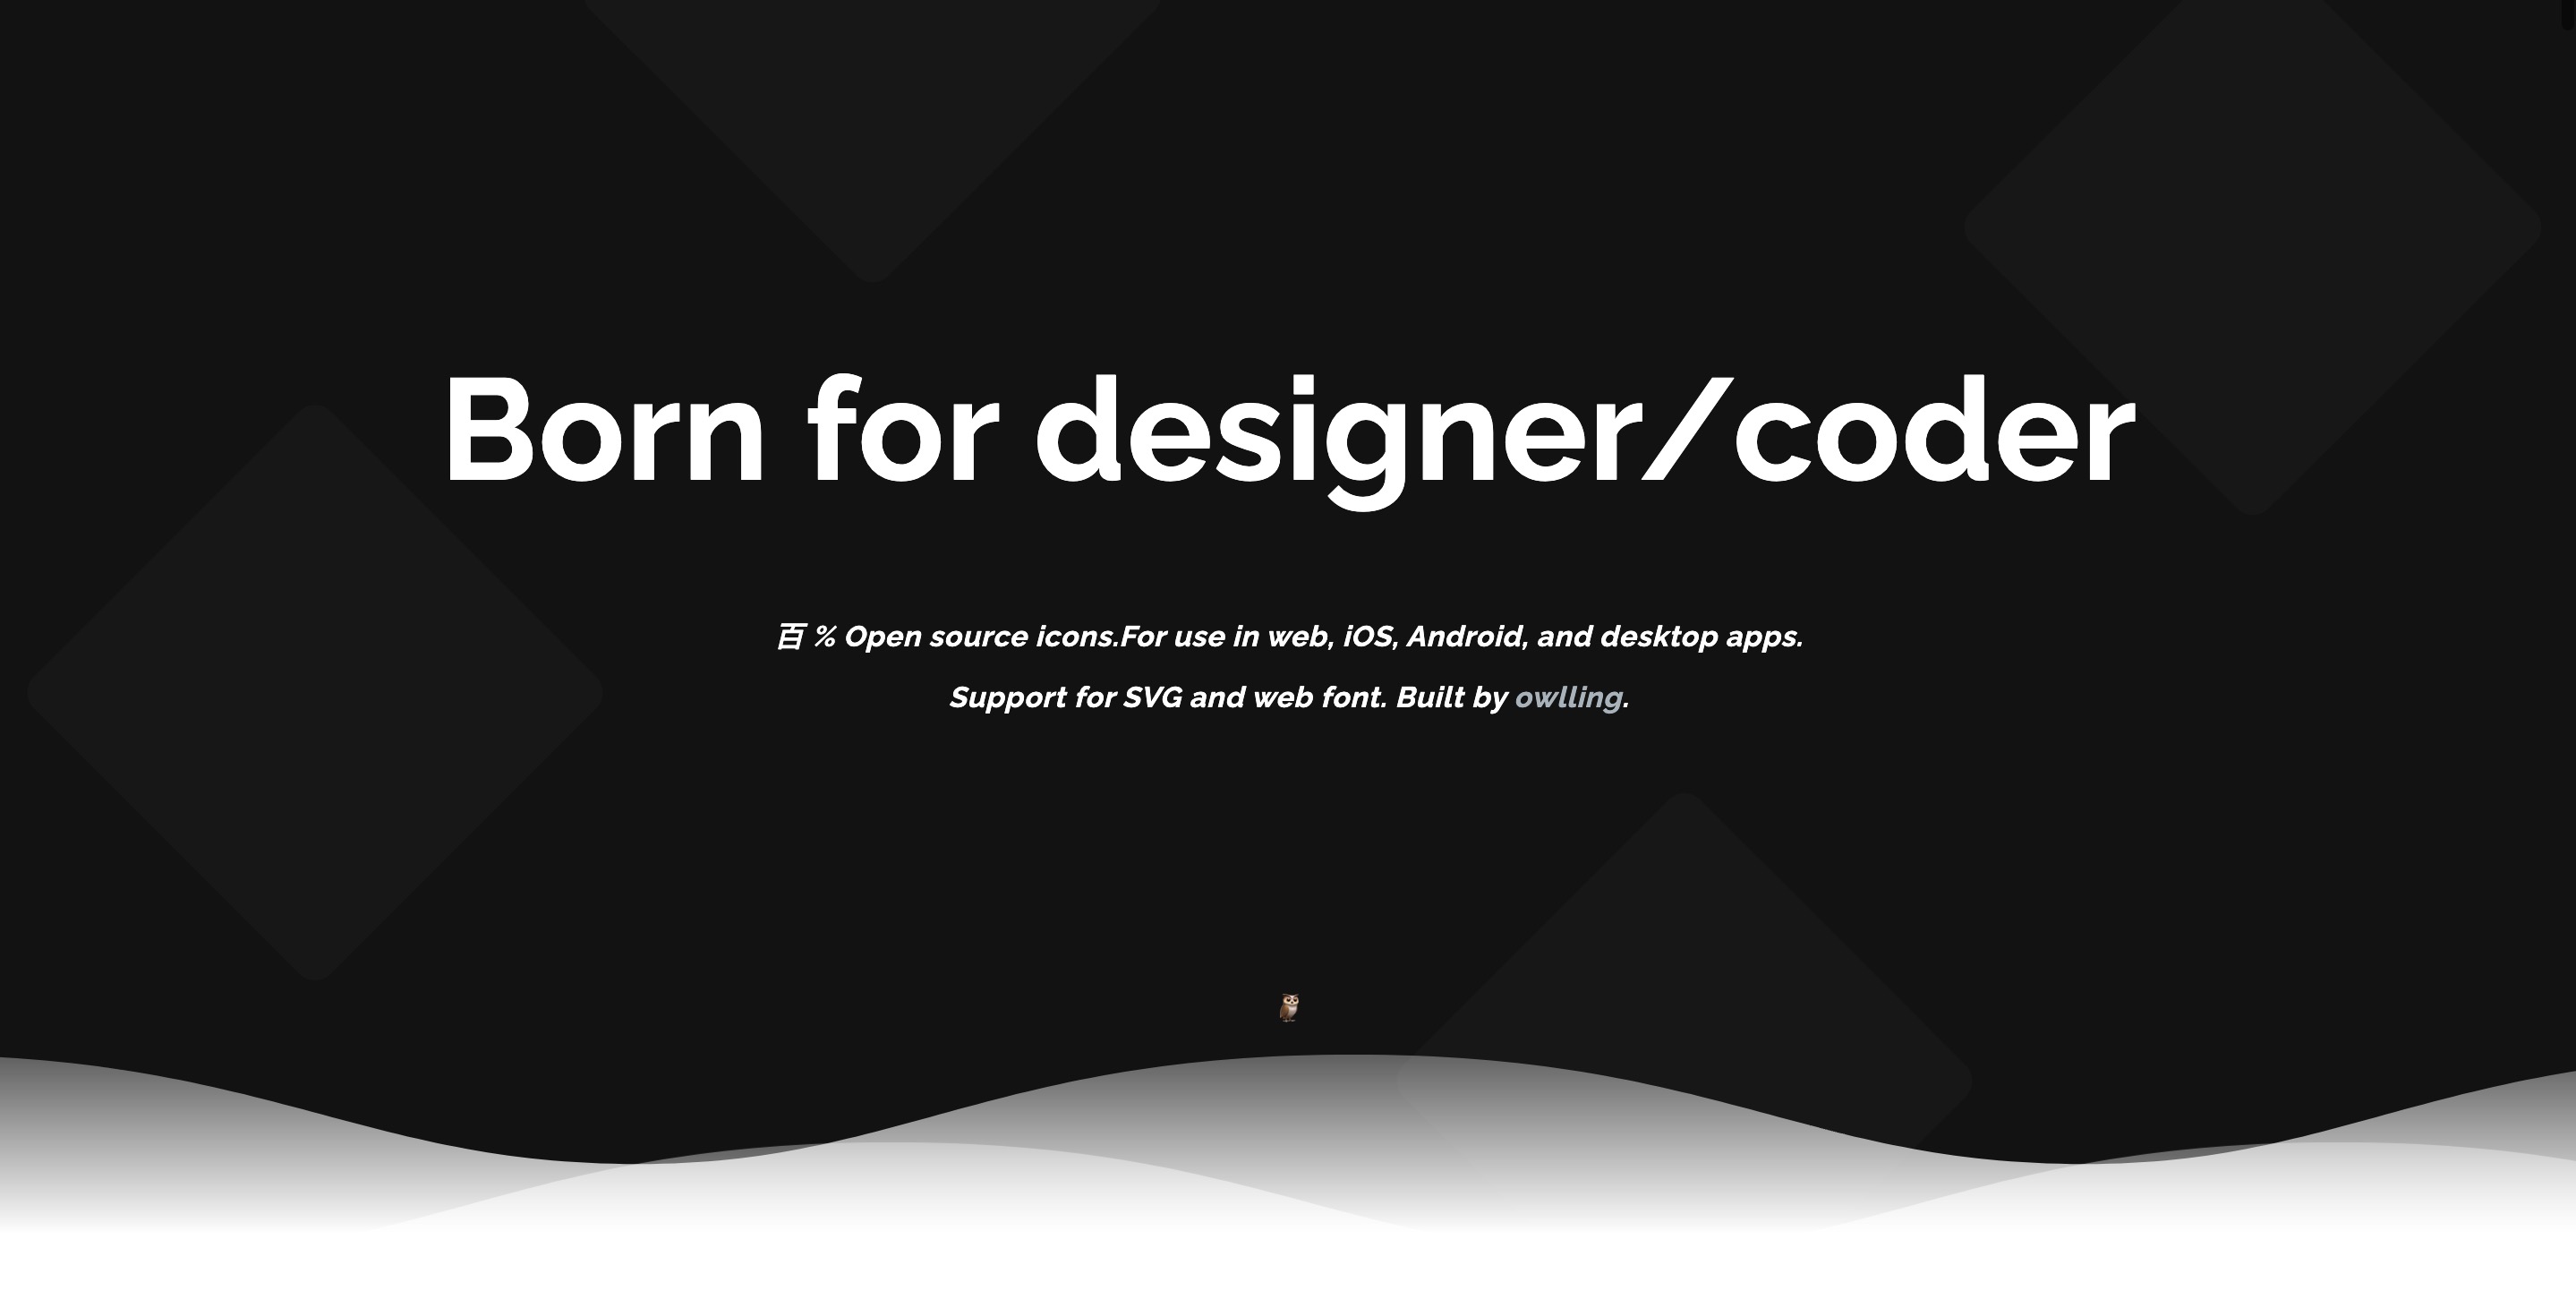 Born for designer/coder
百 % Open source icons.For use in web, iOS, Android, and desktop apps.
Support for SVG and web font. Built by owlling.